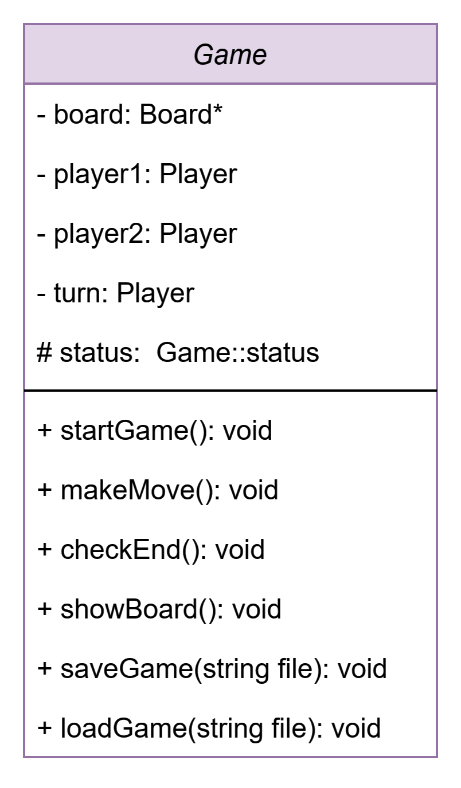 Game
- board: Board*
- player1: Player
- player2: Player
- turn: Player
# status:  Game::status
+ startGame(): void
+ makeMove(): void
+ checkEnd(): void
+ showBoard(): void
+ saveGame(string file): void
+ loadGame(string file): void